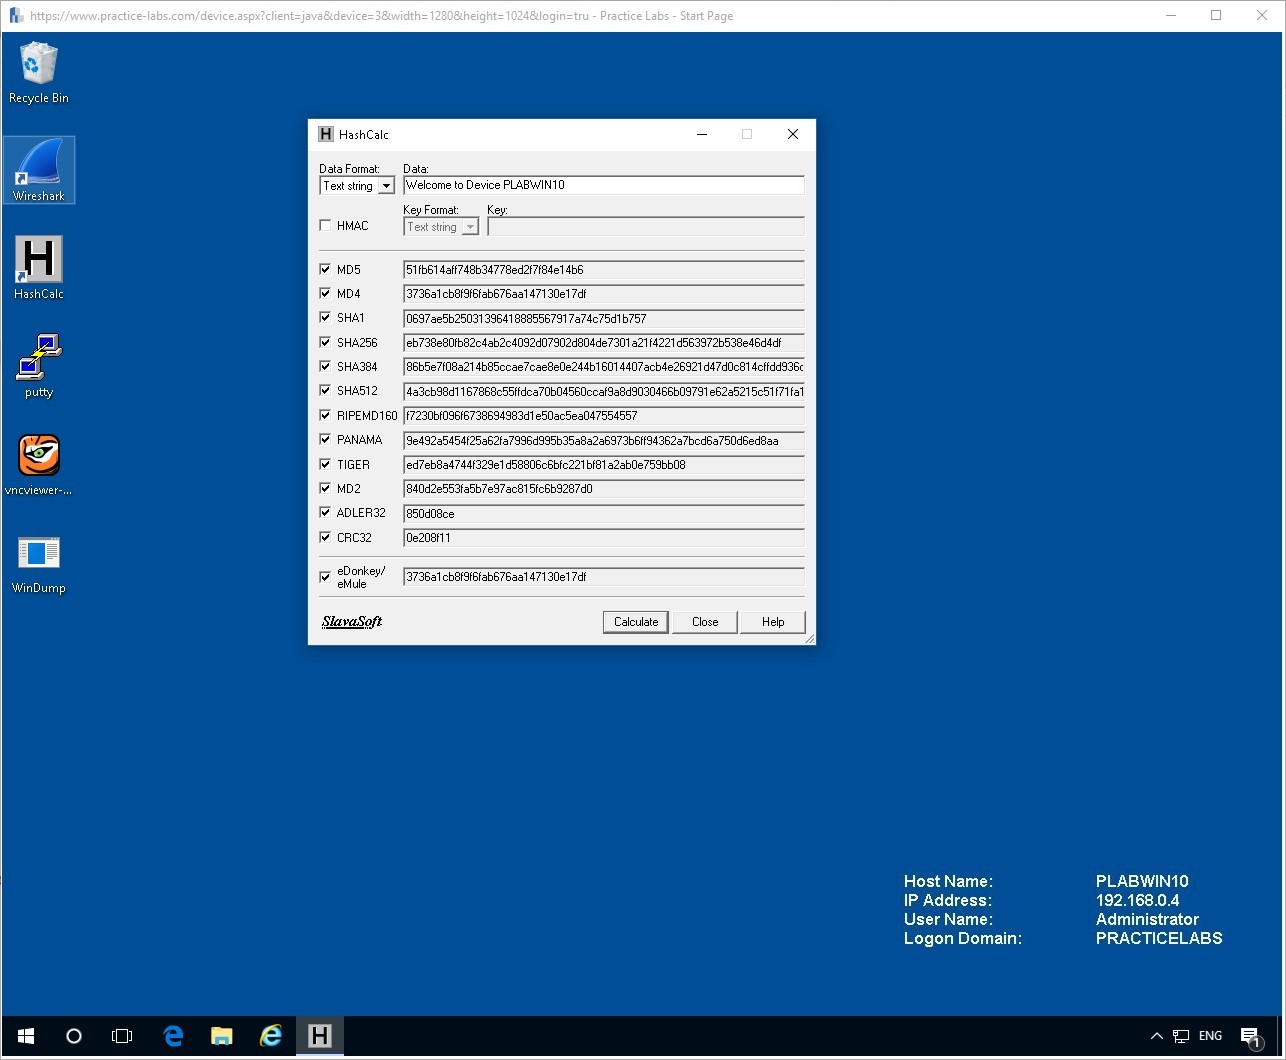 https://www.practice-labs.com/device.aspx?client=java&device=3&width=1280&height=1024&login=tru - Practice Labs - Start Page
Recycle Bin
Wireshark
HashCalc
putty
vncviewer-...
WinDump
H HashCalc
Data Format: Data:
Text string Welcome to Device PLABWIN10
Key Format: Key:
HMAC Text string
MD5 51fb614aff748b34778ed2f7f84e14b6
MD4 3736a1cb8f9f6fab676aa147130e17df
SHA1 0697ae5b25031396418885567917a74c75d1b757
SHA256 eb738e80fb82c4ab2c4092d07902d804de7301a21f4221d563972b538e46d4df
SHA384 86b5e7f08a214b85ccae7cae8e0e244b16014407acb4e26921d47d0c814cffdd936c
SHA512 4a3cb98d1167868c55ffdca70b04560ccaf9a8d9030466b09791e62a5215c51f71fa1
RIPEMD160 f7230bf096f6738694983d1e50ac5ea047554557
PANAMA 9e492a5454f25a62fa7996d995b35a8a2a6973b6ff94362a7bcd6a750d6ed8aa
TIGER ed7eb8a4744f329e1d58806c6bfc221bf81a2ab0e759bb08
MD2 840d2e553fa5b7e97ac815fc6b9287d0
ADLER32 850d08ce
CRC32 0e208f11
eDonkey/
eMule 3736a1cb8f9f6fab676aa147130e17df
SlavaSoft Calculate Close Help
Host Name: PLABWIN10
IP Address: 192.168.0.4
User Name: Administrator
Logon Domain: PRACTICELABS
H ENG 1